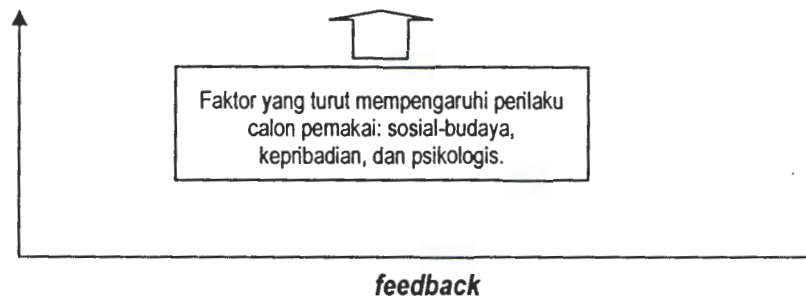 Faktor yang turut mempengaruhi perilaku
calon pemakai: sosial-budaya,
kepribadian, dan psikologis.
feedback